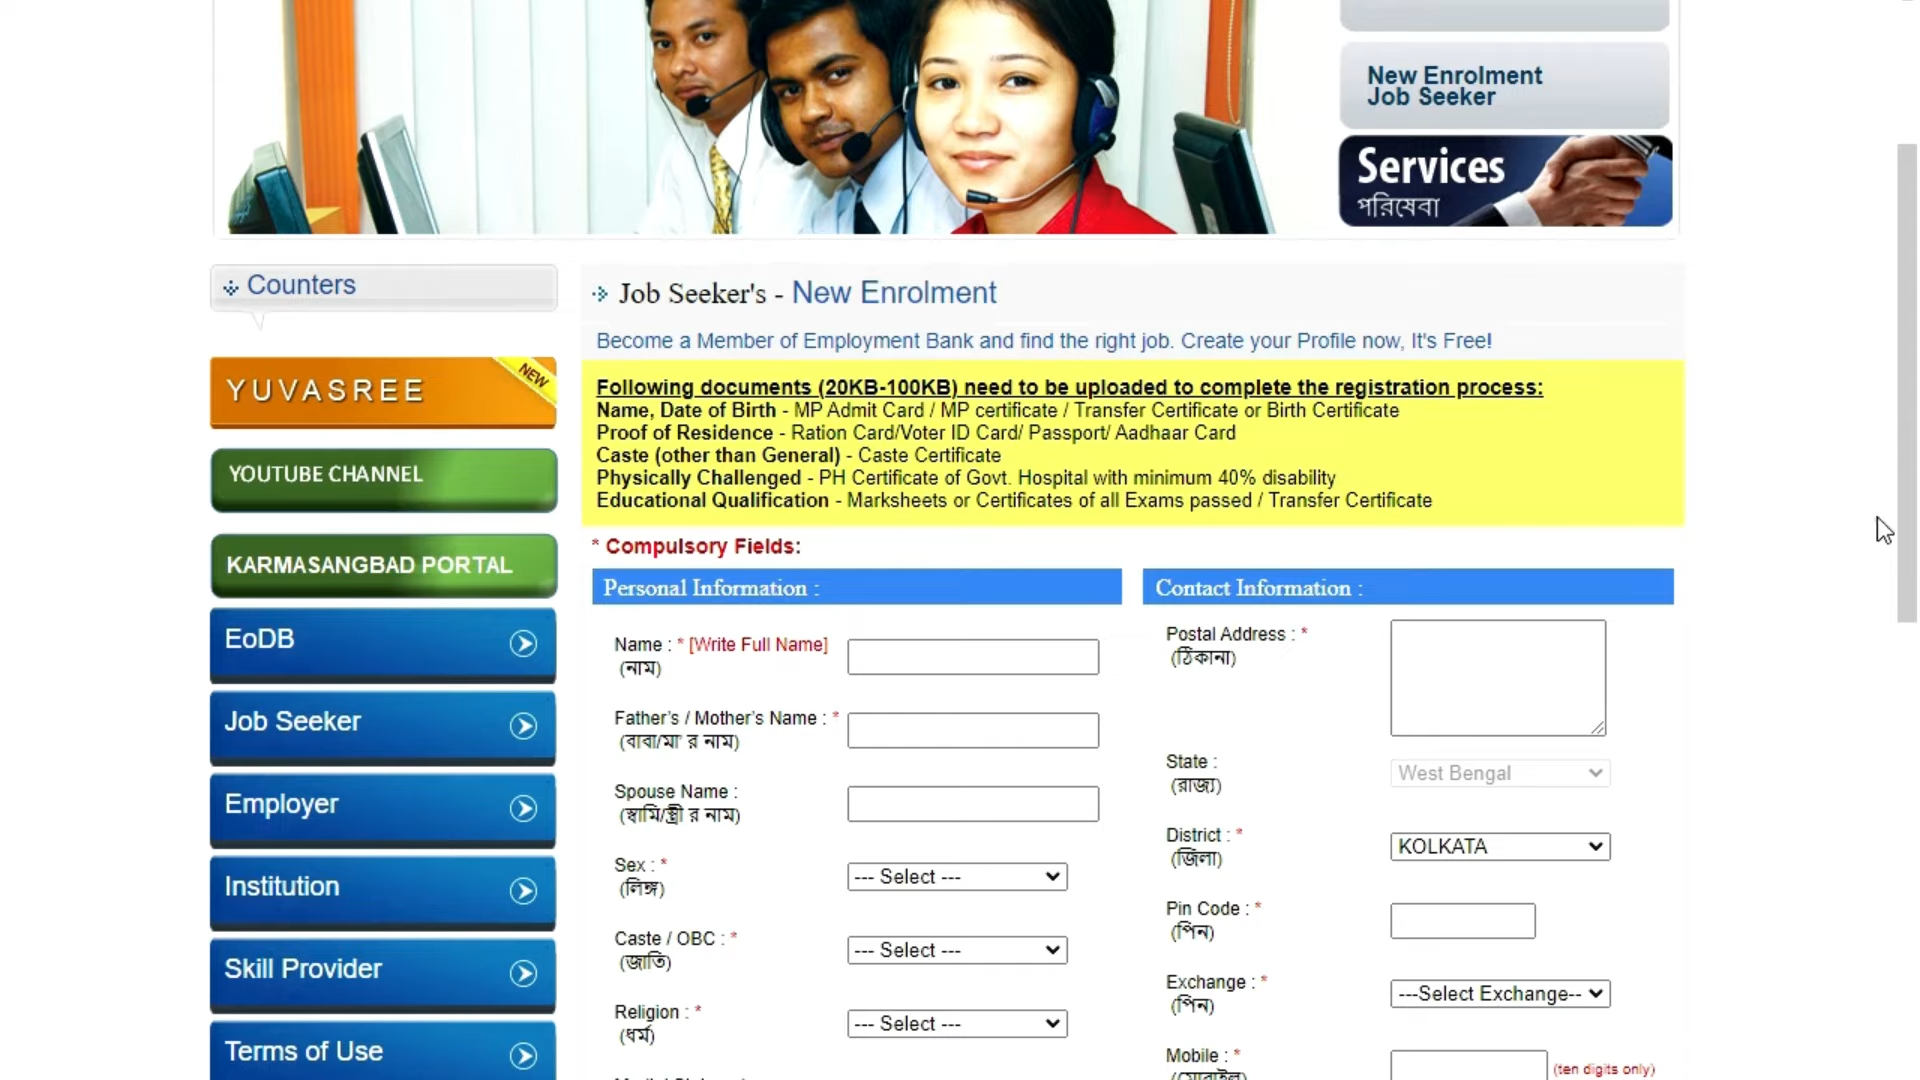 New Enrolment
Job Seeker
Services
পরিষেবা
Counters
YUVASREE
NEW
YOUTUBE CHANNEL
KARMASANGBAD PORTAL
EoDB
Job Seeker
Employer
Institution
Skill Provider
Terms of Use
Job Seeker's - New Enrolment
Become a Member of Employment Bank and find the right job. Create your Profile now, It's Free!
Following documents (20KB-100KB) need to be uploaded to complete the registration process:
Name, Date of Birth - MP Admit Card / MP certificate / Transfer Certificate or Birth Certificate
Proof of Residence - Ration Card/Voter ID Card/ Passport/ Aadhaar Card
Caste (other than General) - Caste Certificate
Physically Challenged - PH Certificate of Govt. Hospital with minimum 40% disability
Educational Qualification - Marksheets or Certificates of all Exams passed / Transfer Certificate
* Compulsory Fields:
Personal Information :
Name : * [Write Full Name]
(নাম)
Father's / Mother's Name : *
(বাবা/মা' র নাম)
Spouse Name :
(স্বামি/স্ত্রী র নাম)
Sex : *
(লিঙ্গ)
--- Select ---
Caste / OBC : *
(জাতি)
--- Select ---
Religion : *
(ধর্ম)
--- Select ---
Contact Information :
Postal Address : *
(ঠিকানা)
State :
(রাজ্য)
West Bengal
District : *
(জিলা)
KOLKATA
Pin Code : *
(পিন)
Exchange : *
(পিন)
---Select Exchange--
Mobile : *
(মোবাইল)
(ten digits only)